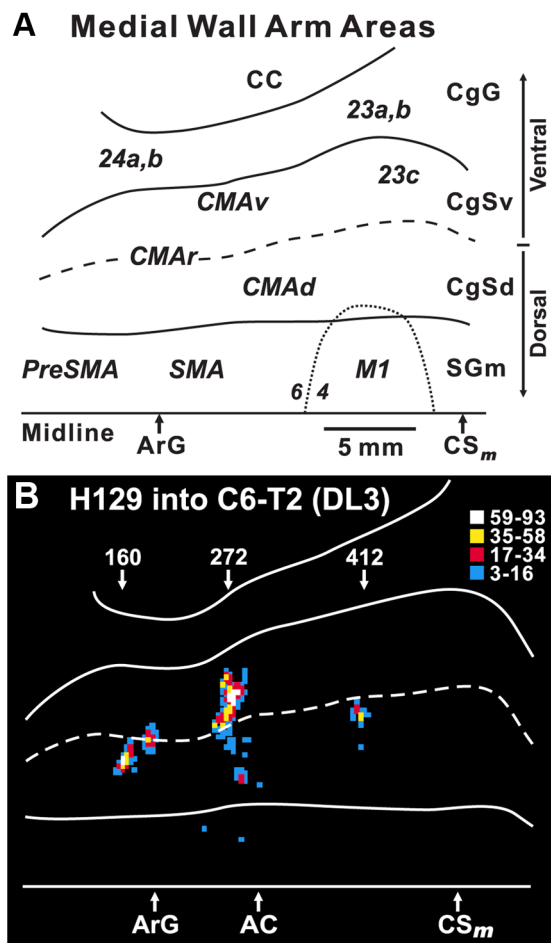 A Medial Wall Arm Areas
CC
CgG
23a,b
24a,b
23c
CMAv
CgSv
CMAr
CMAd
CgSd
PreSMA SMA M1 SGm
6 4
Midline
ArG
5 mm
CSm
Ventral
Dorsal
B H129 into C6-T2 (DL3)
59-93
35-58
17-34
3-16
160 272 412
ArG AC CSm